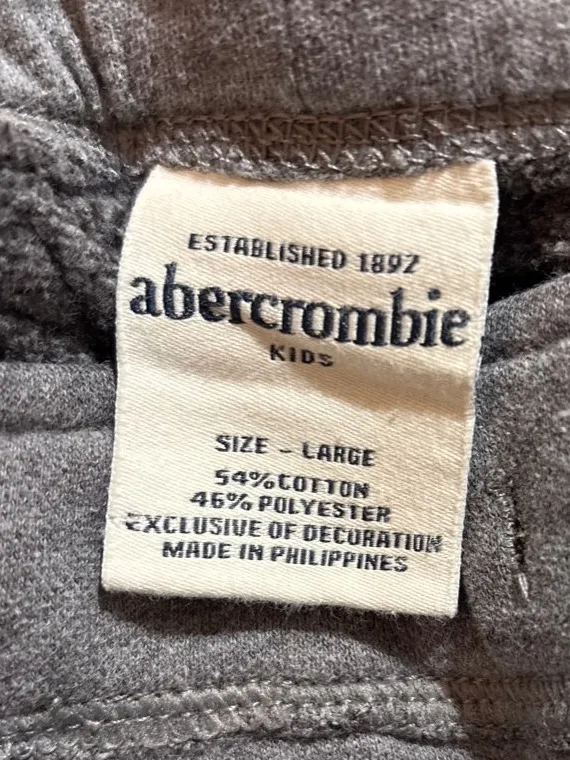 ESTABLISHED 1892
abercrombie
KIDS
SIZE - LARGE
54% COTTON
46% POLYESTER
EXCLUSIVE OF DECORATION
MADE IN PHILIPPINES